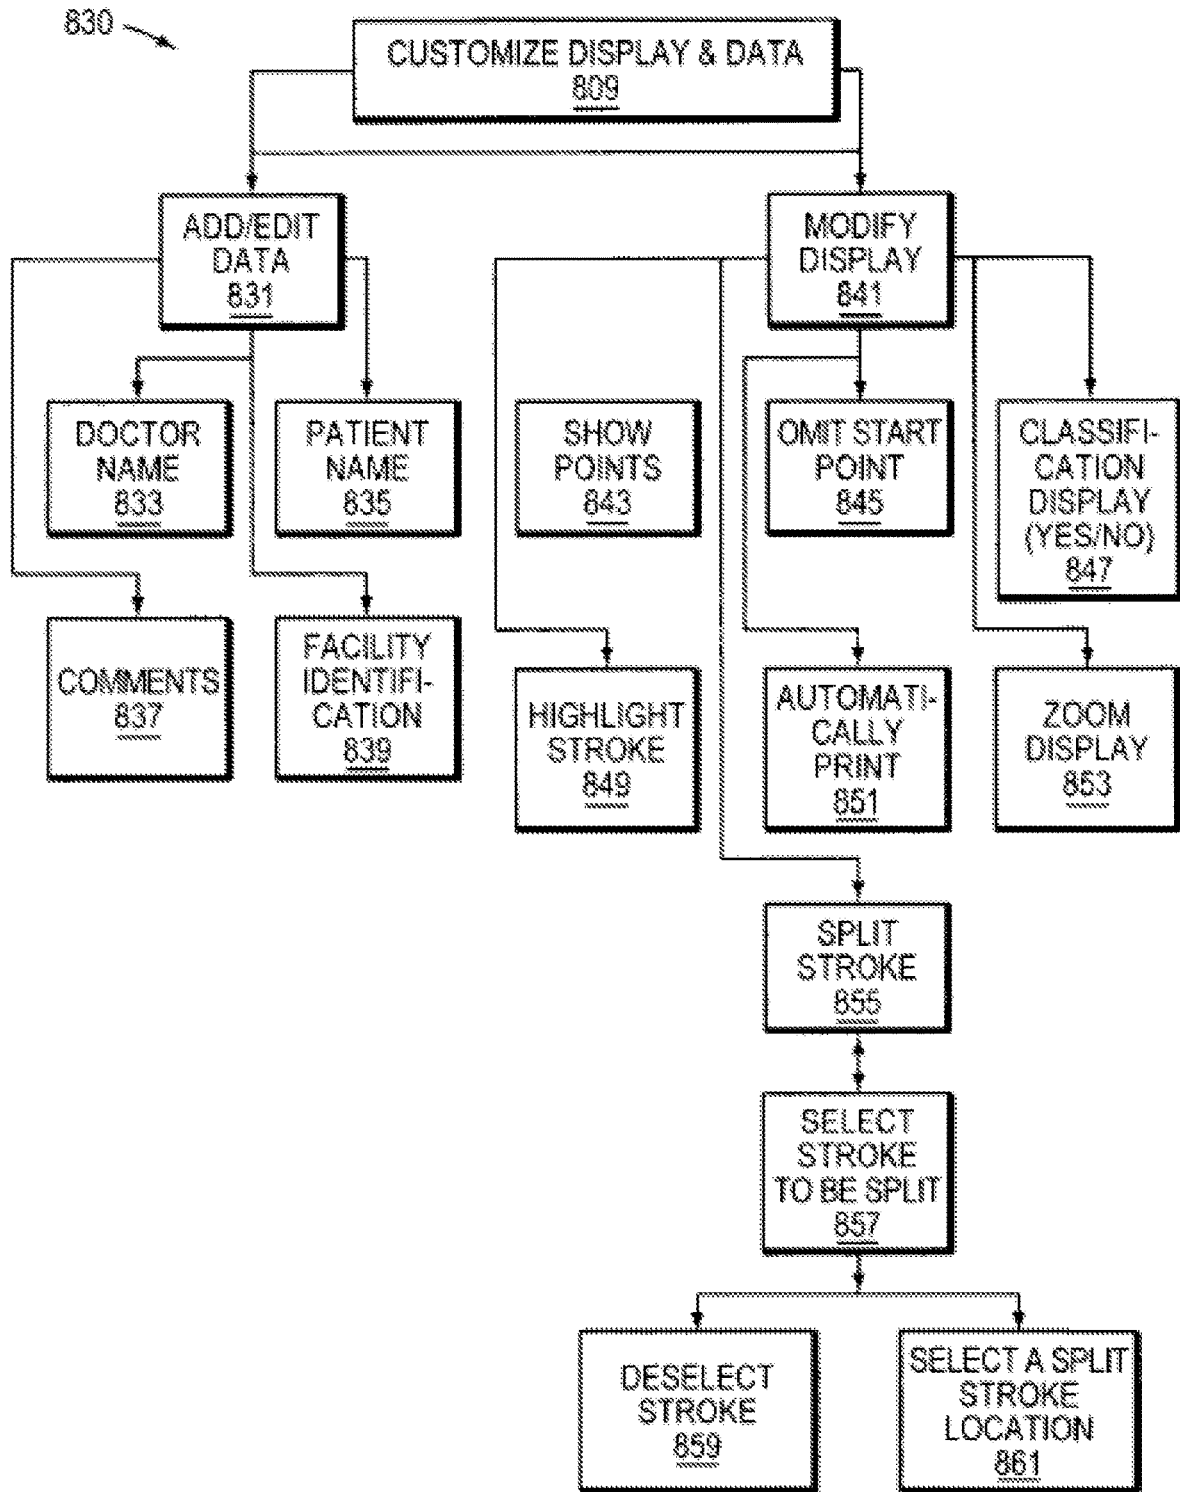 830
CUSTOMIZE DISPLAY & DATA
809
ADD/EDIT
DATA
831
MODIFY
DISPLAY
841
DOCTOR
NAME
833
PATIENT
NAME
835
SHOW
POINTS
843
OMIT START
POINT
845
CLASSIFI-
CATION
DISPLAY
(YES/NO)
847
COMMENTS
837
FACILITY
IDENTIFI-
CATION
839
HIGHLIGHT
STROKE
849
AUTOMATI-
CALLY
PRINT
851
ZOOM
DISPLAY
853
SPLIT
STROKE
855
SELECT
STROKE
TO BE SPLIT
857
DESELECT
STROKE
859
SELECT A SPLIT
STROKE
LOCATION
861